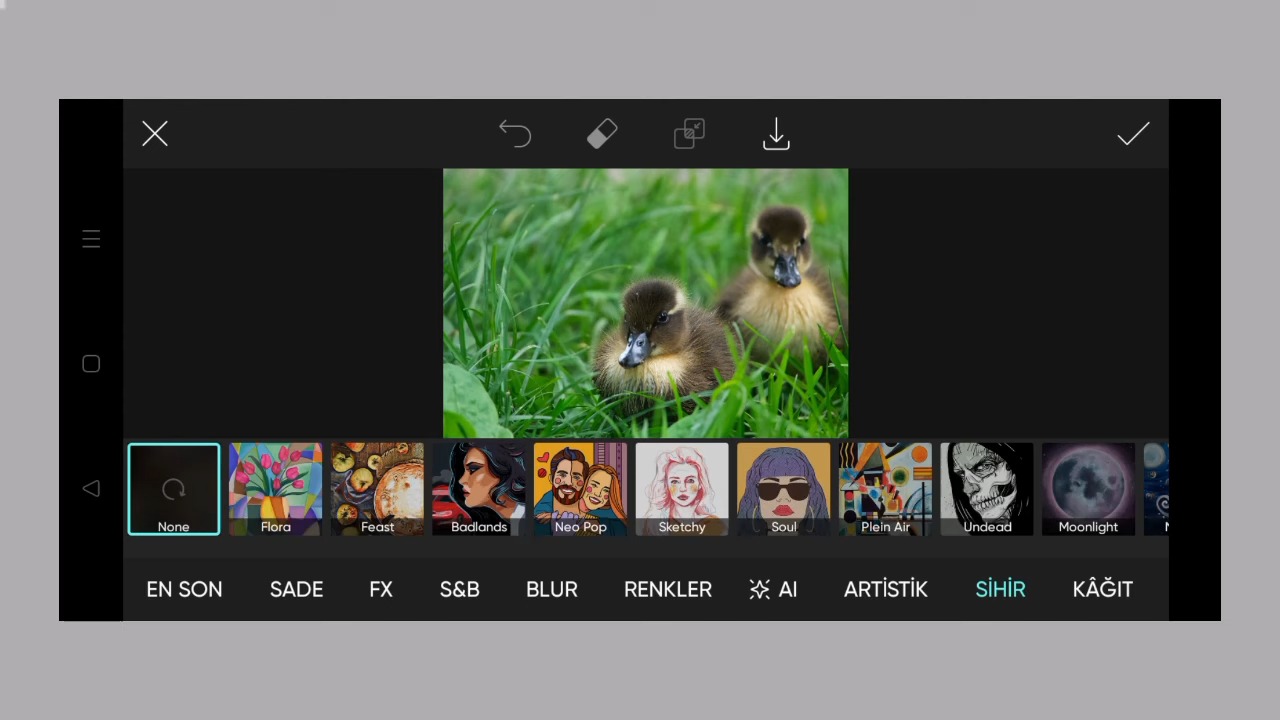 None Flora Feast Badlands Neo Pop Sketchy Soul Plein Air Undead Moonlight
EN SON SADE FX S&B BLUR RENKLER AI ARTİSTİK SİHİR KÂĞIT